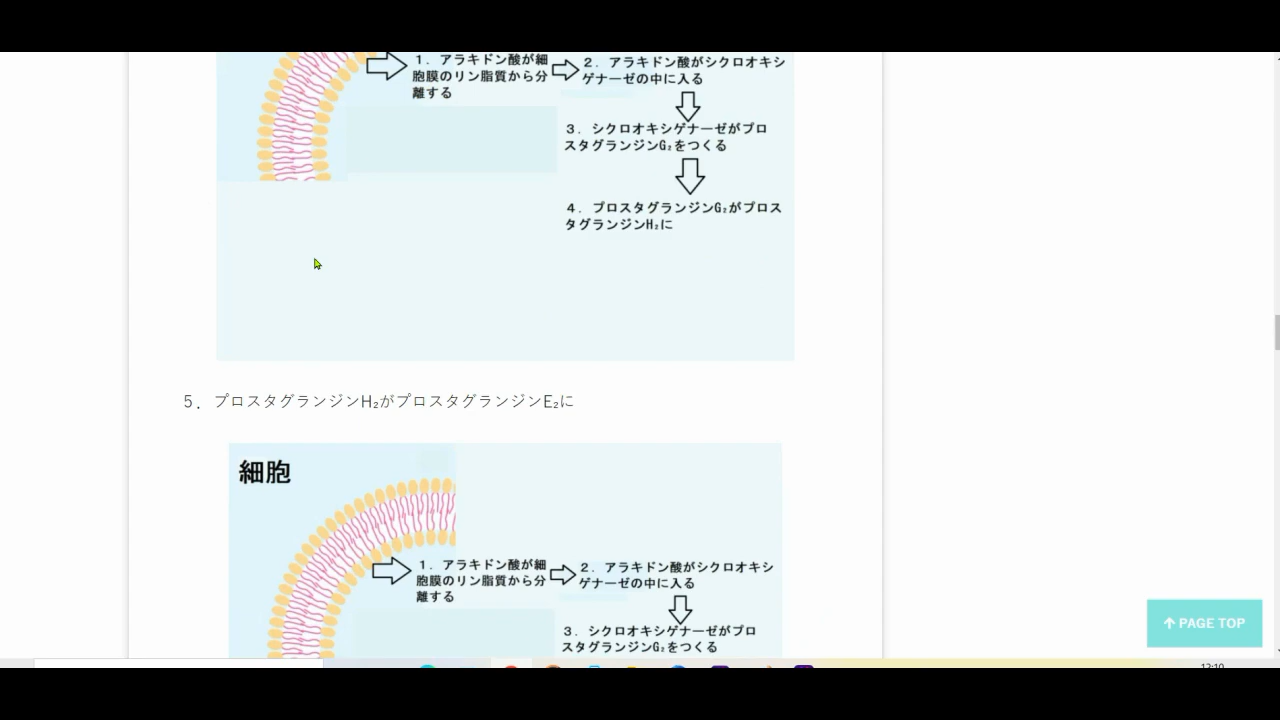 １．アラキドン酸が細
胞膜のリン脂質から分
離する
２．アラキドン酸がシクロオキシ
ゲナーゼの中に入る
３．シクロオキシゲナーゼがプロ
スタグランジンG₂をつくる
４．プロスタグランジンG₂がプロス
タグランジンH₂に
５．プロスタグランジンH₂がプロスタグランジンE₂に
細胞
１．アラキドン酸が細
胞膜のリン脂質から分
離する
２．アラキドン酸がシクロオキシ
ゲナーゼの中に入る
３．シクロオキシゲナーゼがプロ
スタグランジンG₂をつくる
↑ PAGE TOP